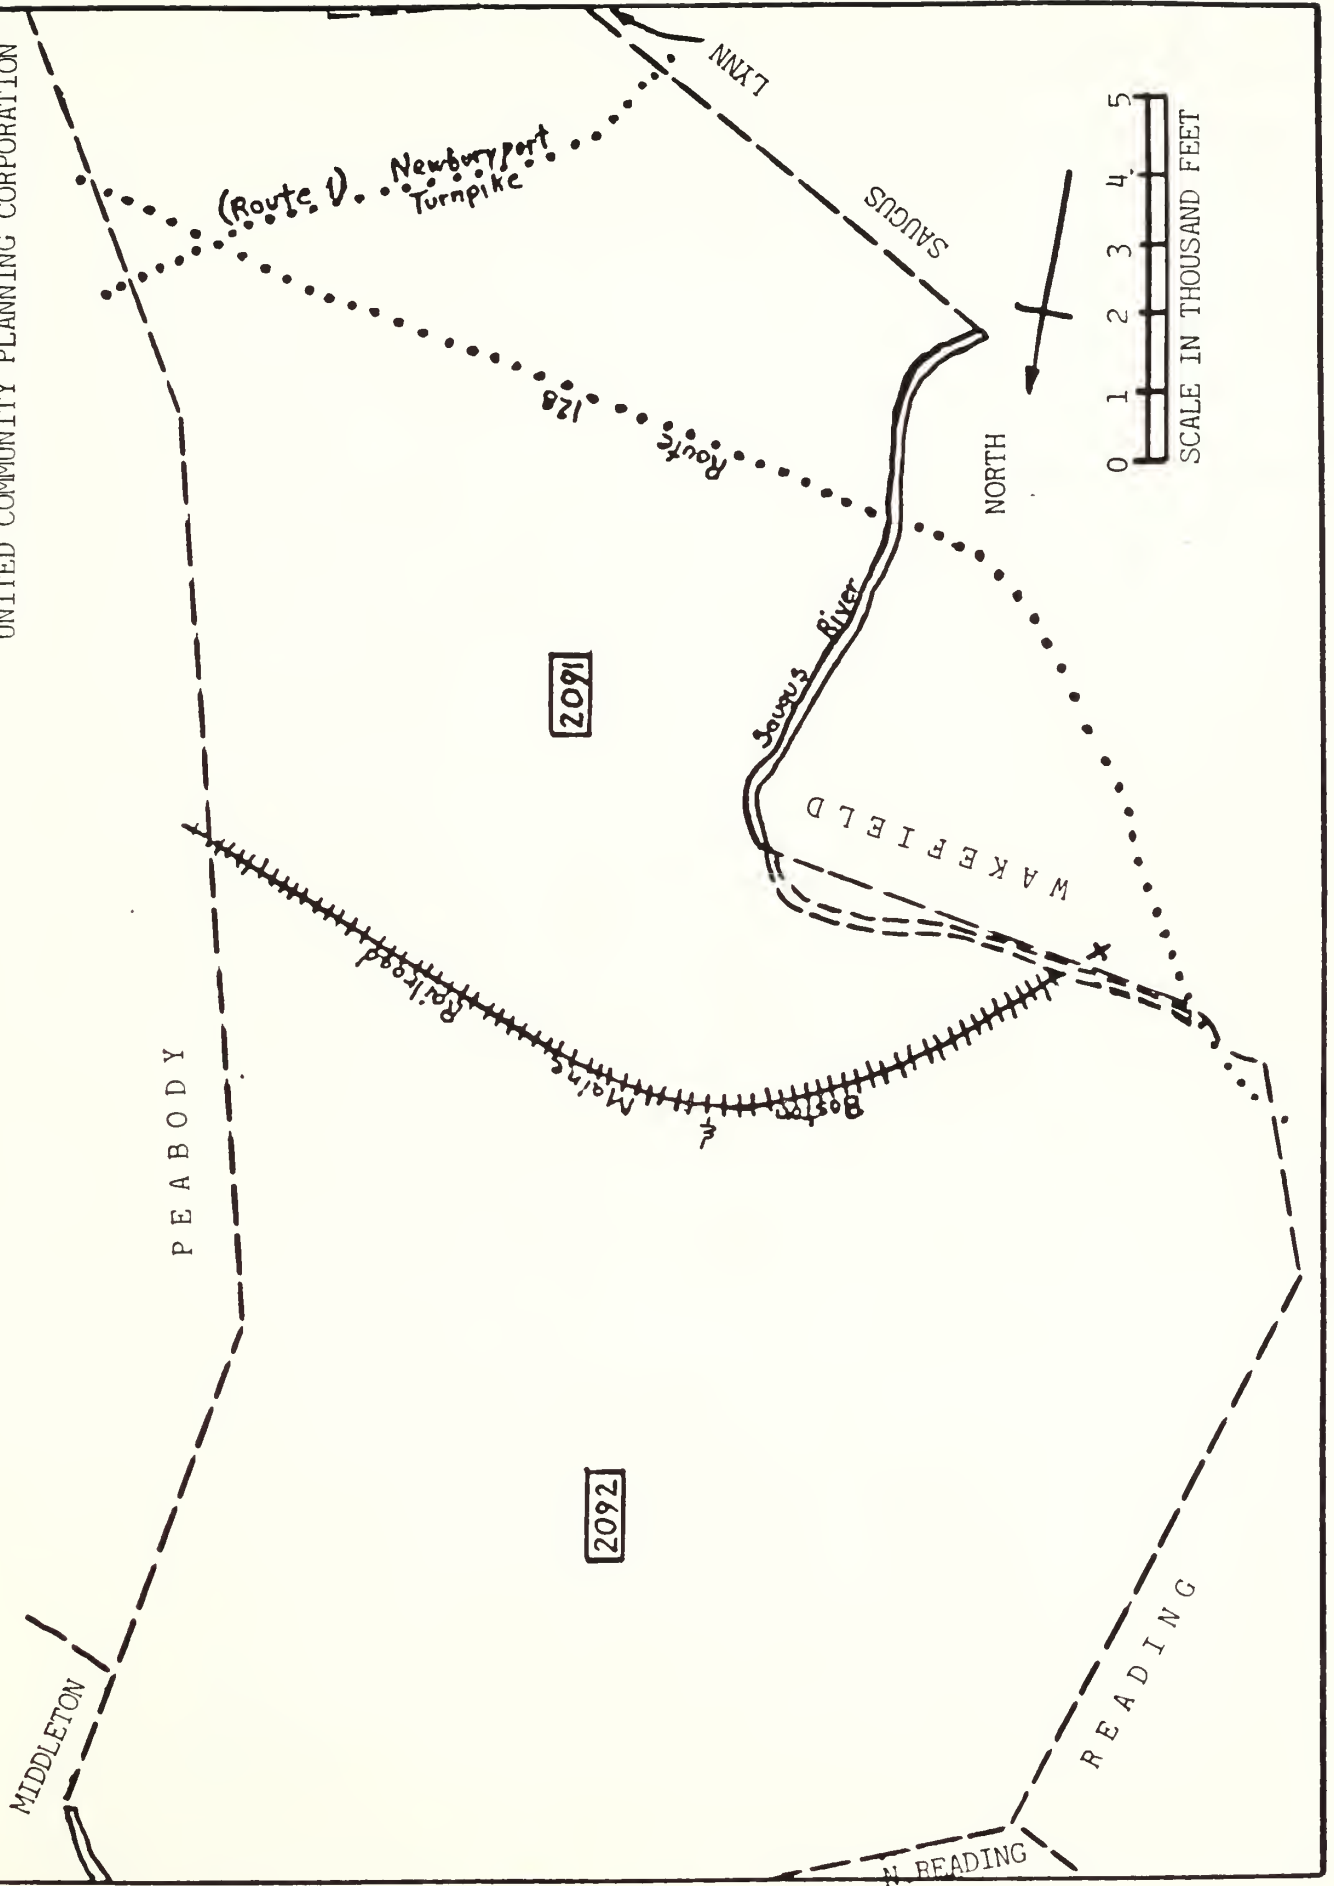 UNITED COMMUNITY PLANNING CORPORATION
LYNN
Newburyport
Turnpike
(Route 1)
SAUGUS
128
Route
5
4
3
2
1
0
SCALE IN THOUSAND FEET
NORTH
Saugus River
2091
WAKEFIELD
Boston
&
Maine
Railroad
PEABODY
2092
MIDDLETON
READING
N. READING